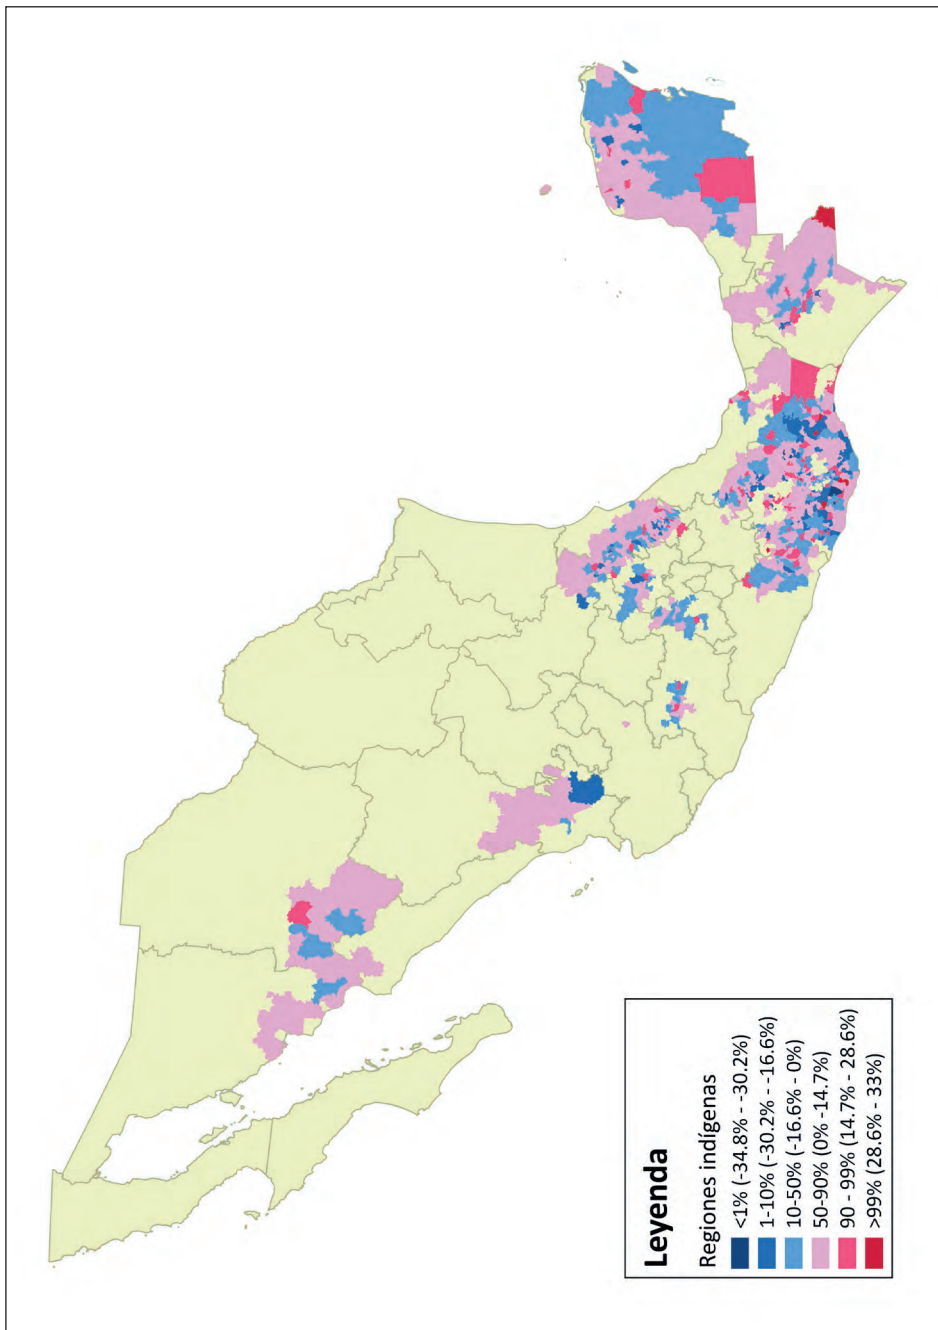 Leyenda
Regiones indígenas
<1% (-34.8% - -30.2%)
1-10% (-30.2% - -16.6%)
10-50% (-16.6% - 0%)
50-90% (0% -14.7%)
90 - 99% (14.7% - 28.6%)
>99% (28.6% - 33%)